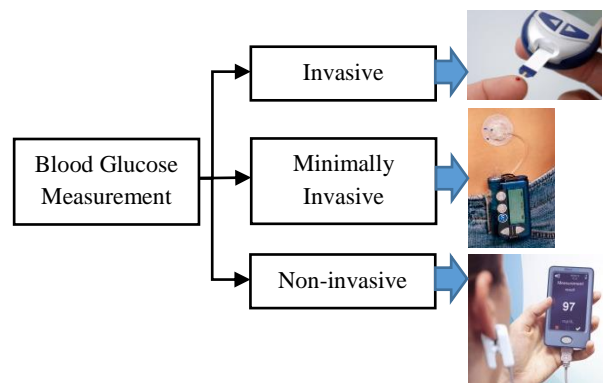 Invasive
Blood Glucose
Measurement
Minimally
Invasive
Non-invasive
97